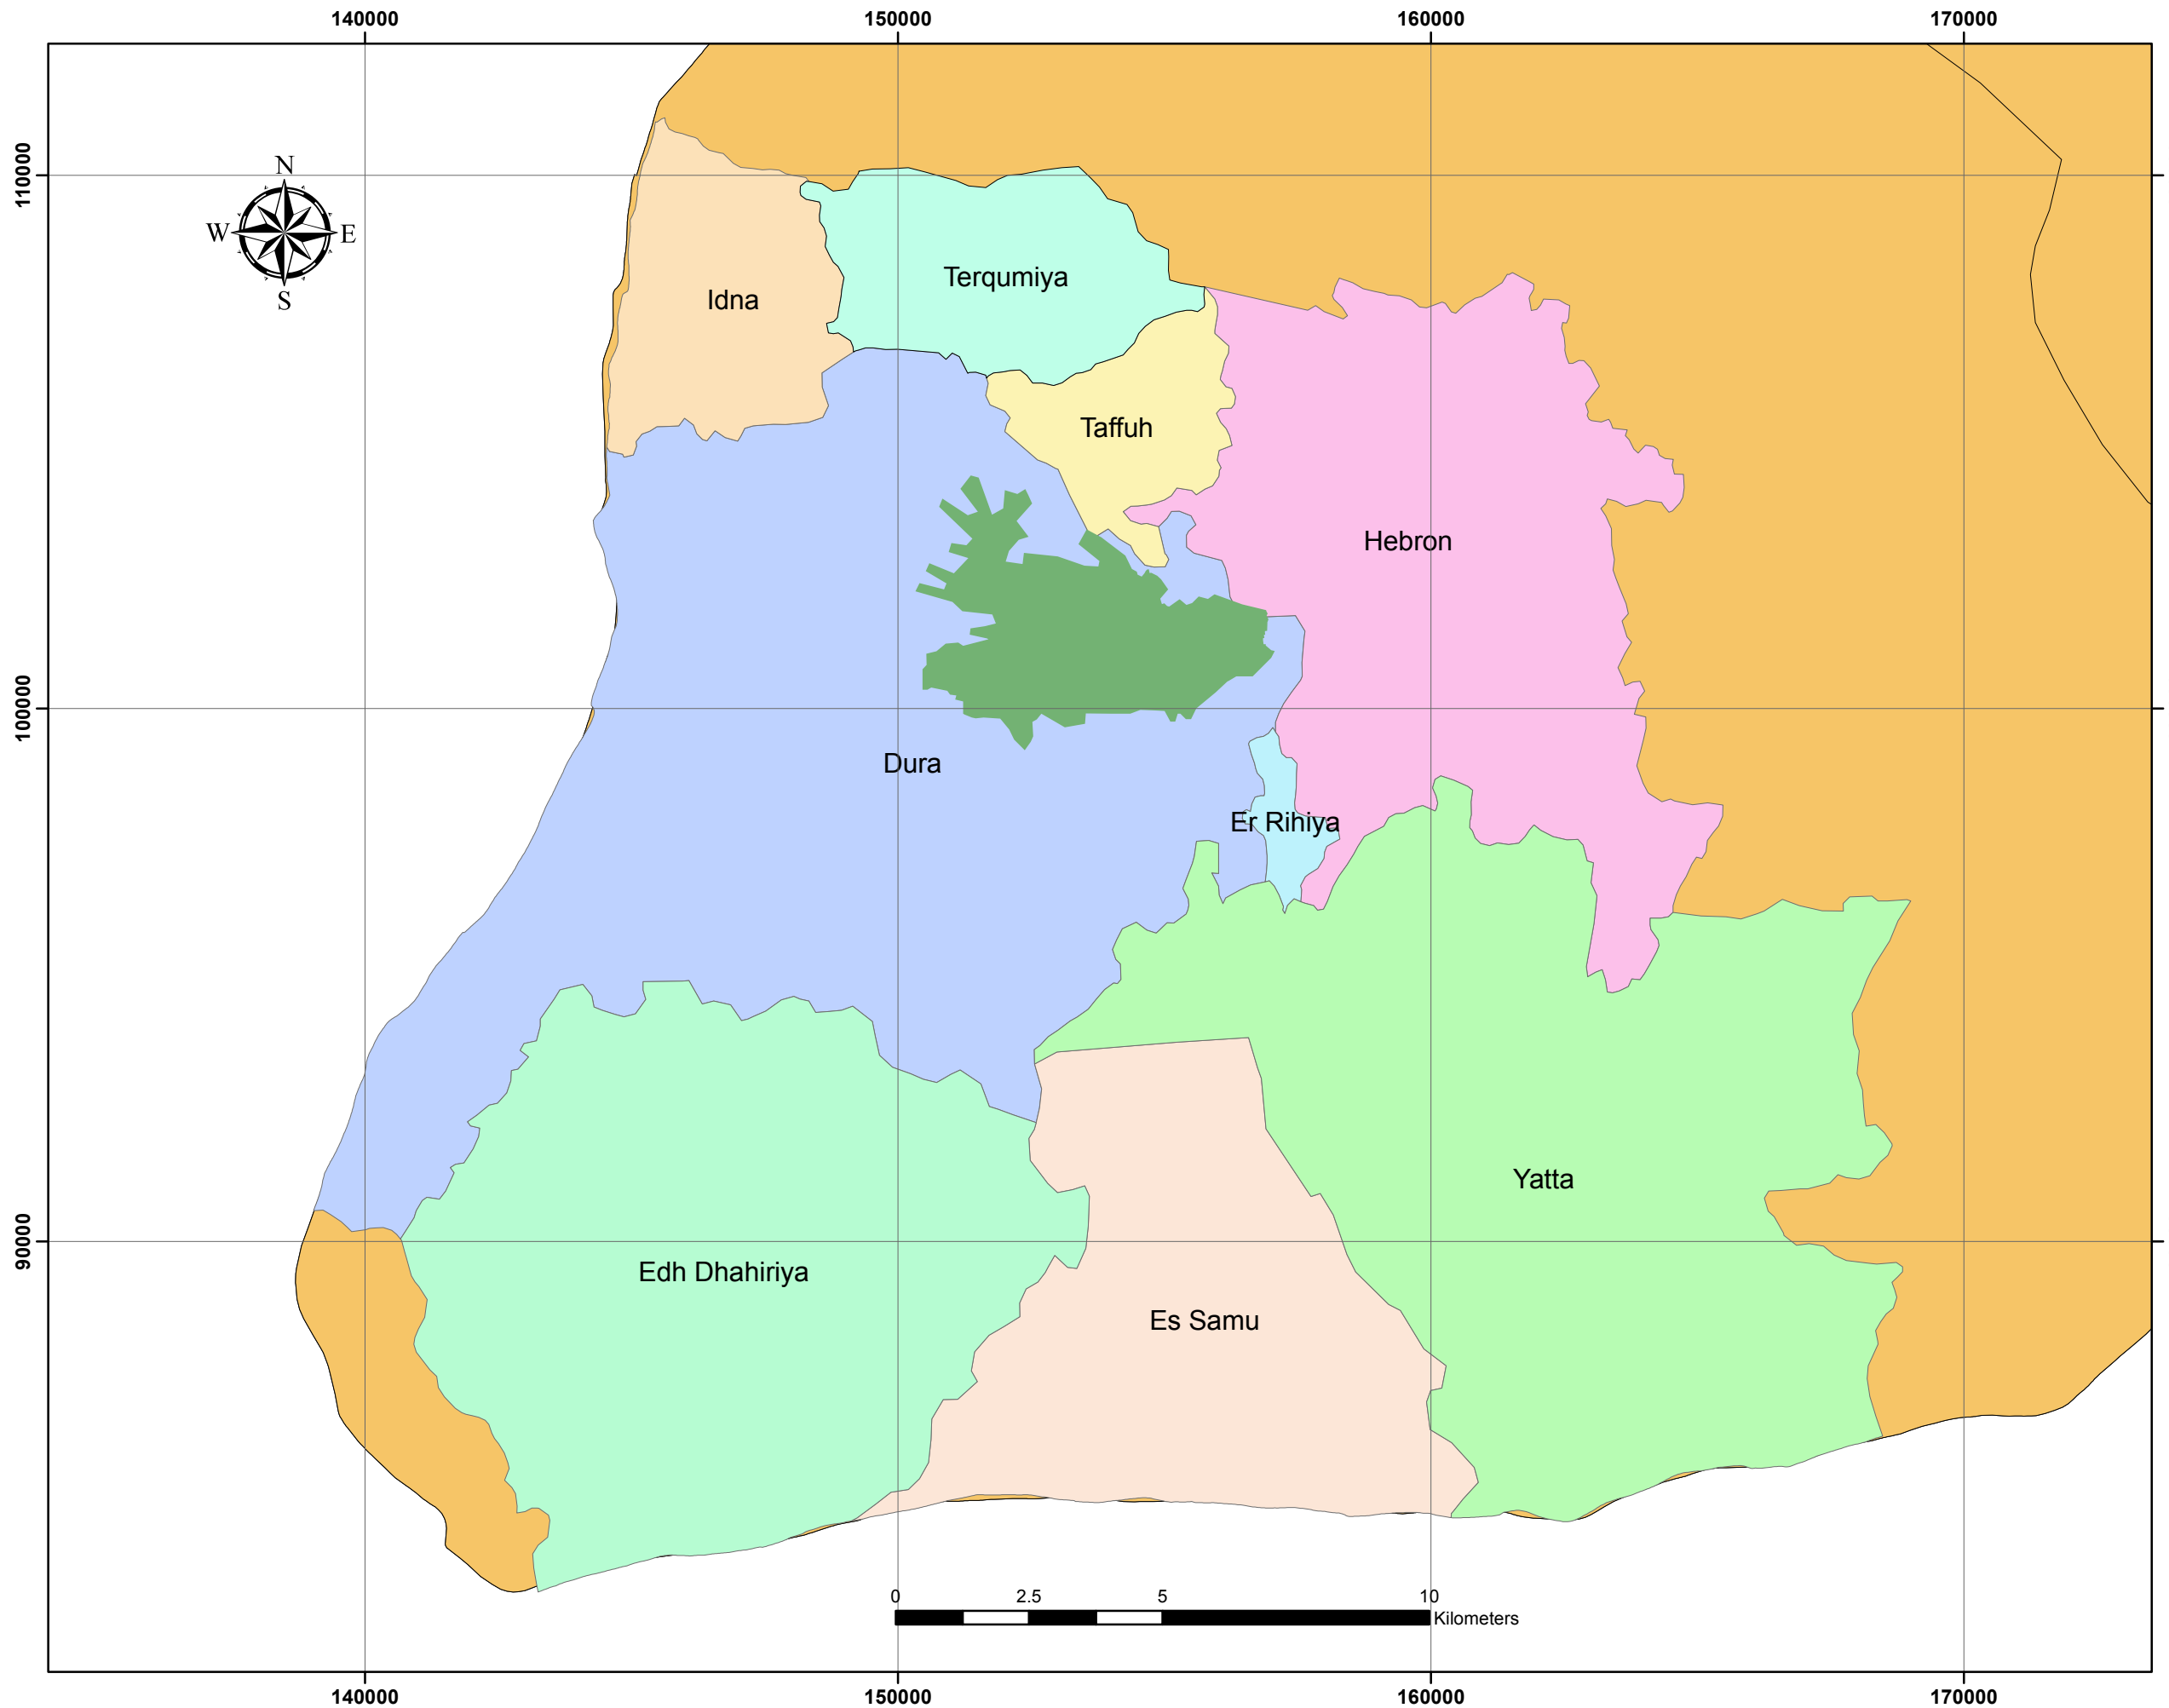 140000 150000 160000 170000
110000
N
W E
S
Terqumiya
Idna
Taffuh
Hebron
100000
Dura
Er Rihiya
Yatta
90000
Edh Dhahiriya
Es Samu
0 2.5 5 10
Kilometers
140000 150000 160000 170000